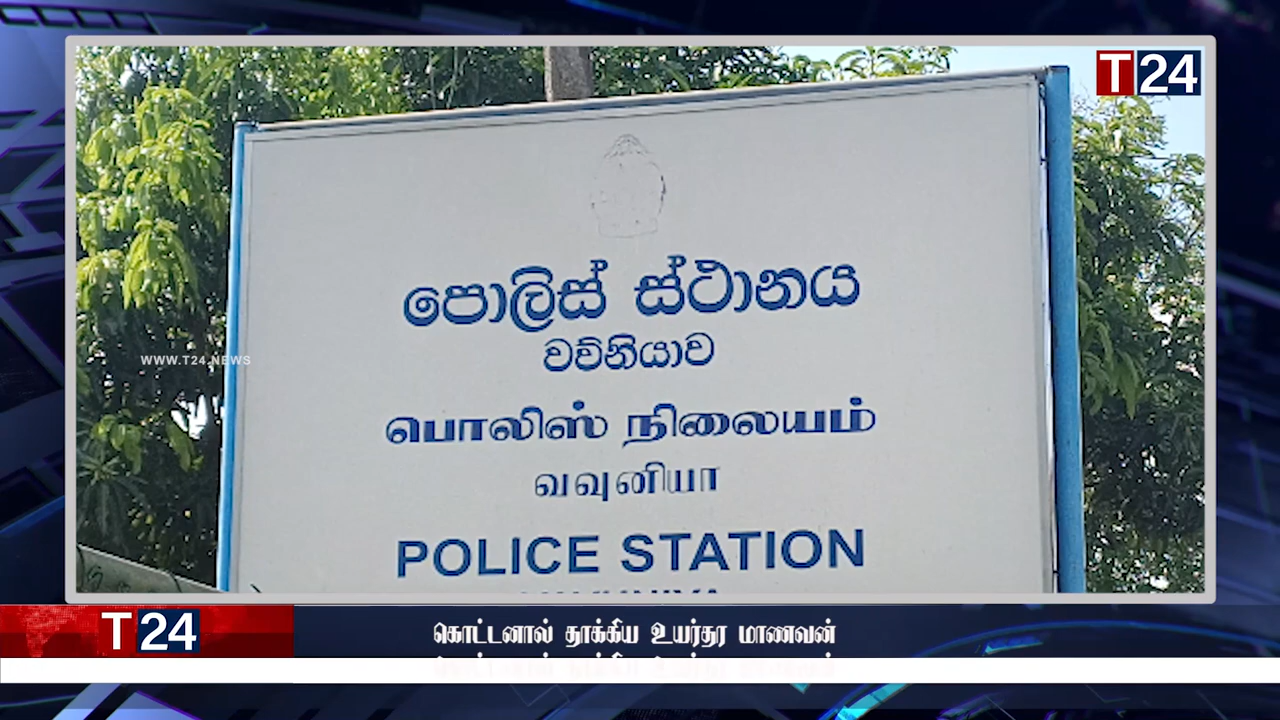 T24
පොලිස් ස්ථානය
වව්නියාව
WWW.T24.NEWS
பொலிஸ் நிலையம்
வவுனியா
POLICE STATION
T24
கொட்டனால் தாக்கிய உயர்தர மாணவன்